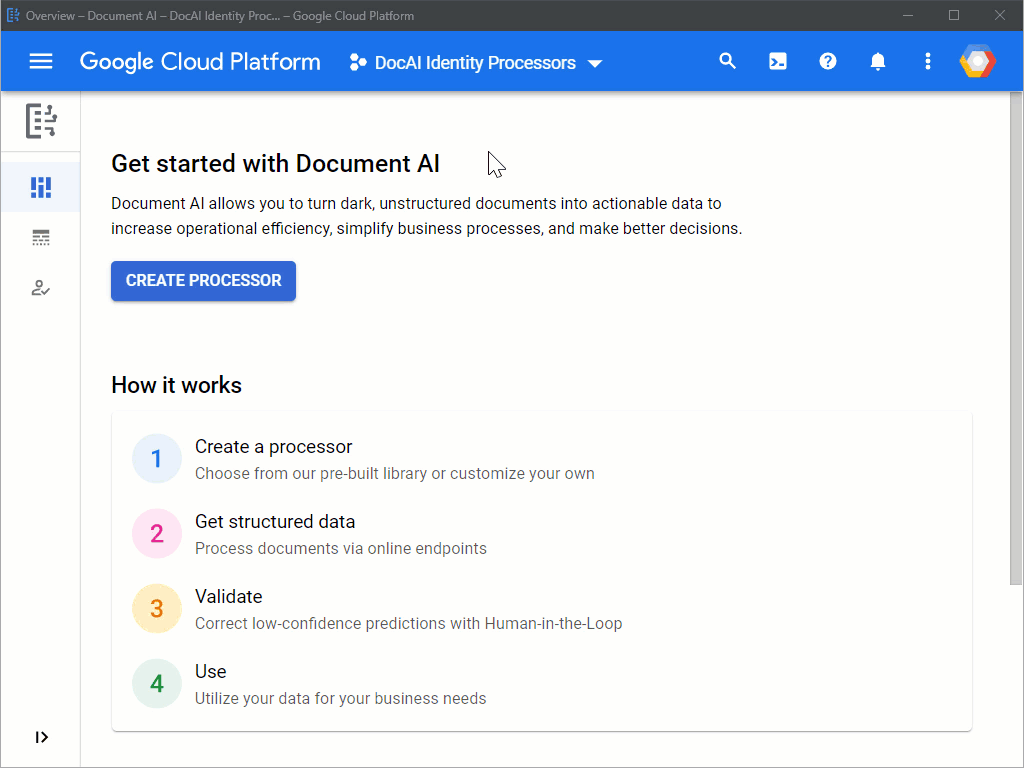 Overview – Document AI – DocAI Identity Proc... – Google Cloud Platform
Google Cloud Platform
DocAI Identity Processors
Get started with Document AI
Document AI allows you to turn dark, unstructured documents into actionable data to
increase operational efficiency, simplify business processes, and make better decisions.
CREATE PROCESSOR
How it works
1
Create a processor
Choose from our pre-built library or customize your own
2
Get structured data
Process documents via online endpoints
3
Validate
Correct low-confidence predictions with Human-in-the-Loop
4
Use
Utilize your data for your business needs